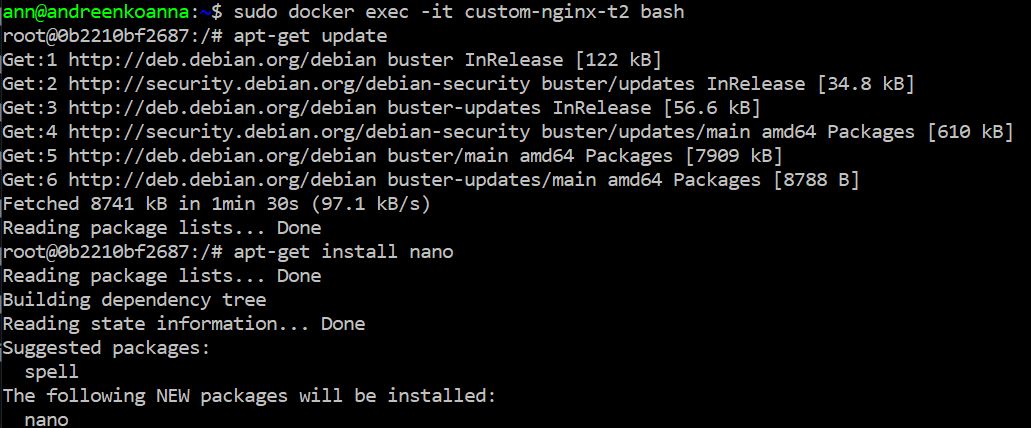 ann@andreenkoanna:~$ sudo docker exec -it custom-nginx-t2 bash
root@0b2210bf2687:/# apt-get update
Get:1 http://deb.debian.org/debian buster InRelease [122 kB]
Get:2 http://security.debian.org/debian-security buster/updates InRelease [34.8 kB]
Get:3 http://deb.debian.org/debian buster-updates InRelease [56.6 kB]
Get:4 http://security.debian.org/debian-security buster/updates/main amd64 Packages [610 kB]
Get:5 http://deb.debian.org/debian buster/main amd64 Packages [7909 kB]
Get:6 http://deb.debian.org/debian buster-updates/main amd64 Packages [8788 B]
Fetched 8741 kB in 1min 30s (97.1 kB/s)
Reading package lists... Done
root@0b2210bf2687:/# apt-get install nano
Reading package lists... Done
Building dependency tree
Reading state information... Done
Suggested packages:
  spell
The following NEW packages will be installed:
  nano